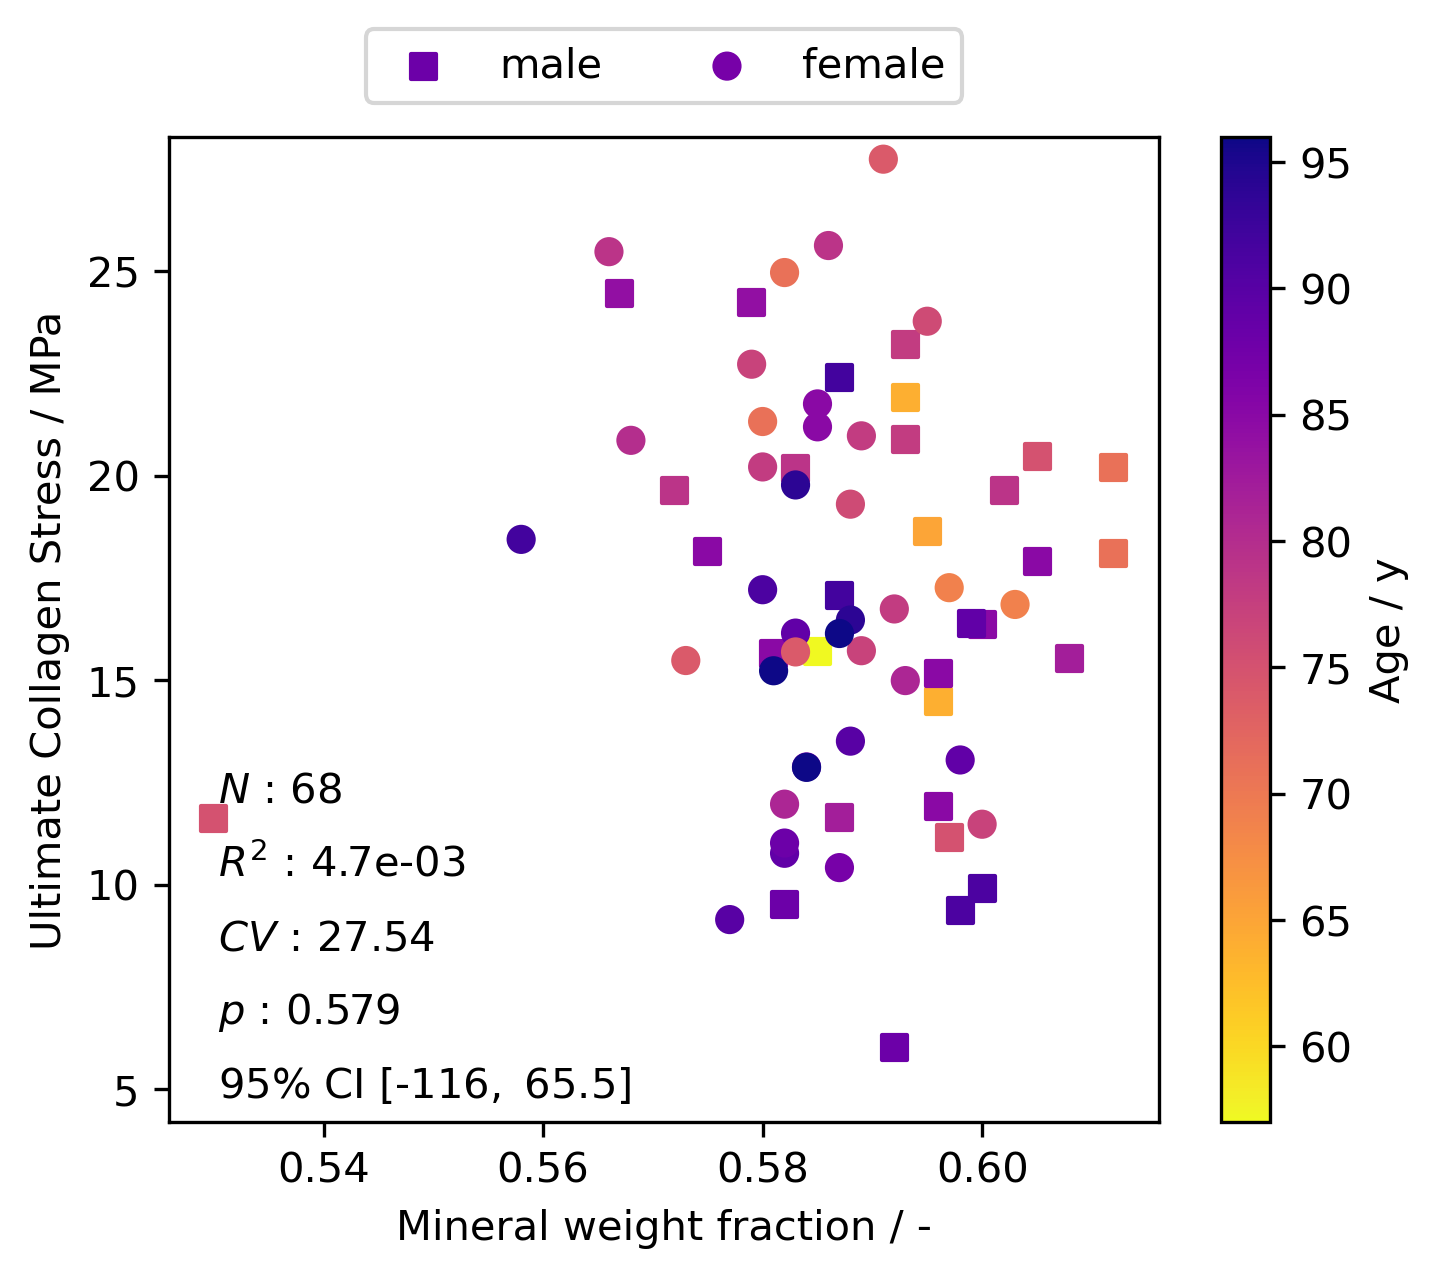 male female
25
20
15
10
5
Ultimate Collagen Stress / MPa
N : 68
R² : 4.7e-03
CV : 27.54
p : 0.579
95% CI [-116, 65.5]
0.54 0.56 0.58 0.60
Mineral weight fraction / -
95
90
85
80
75
70
65
60
Age / y